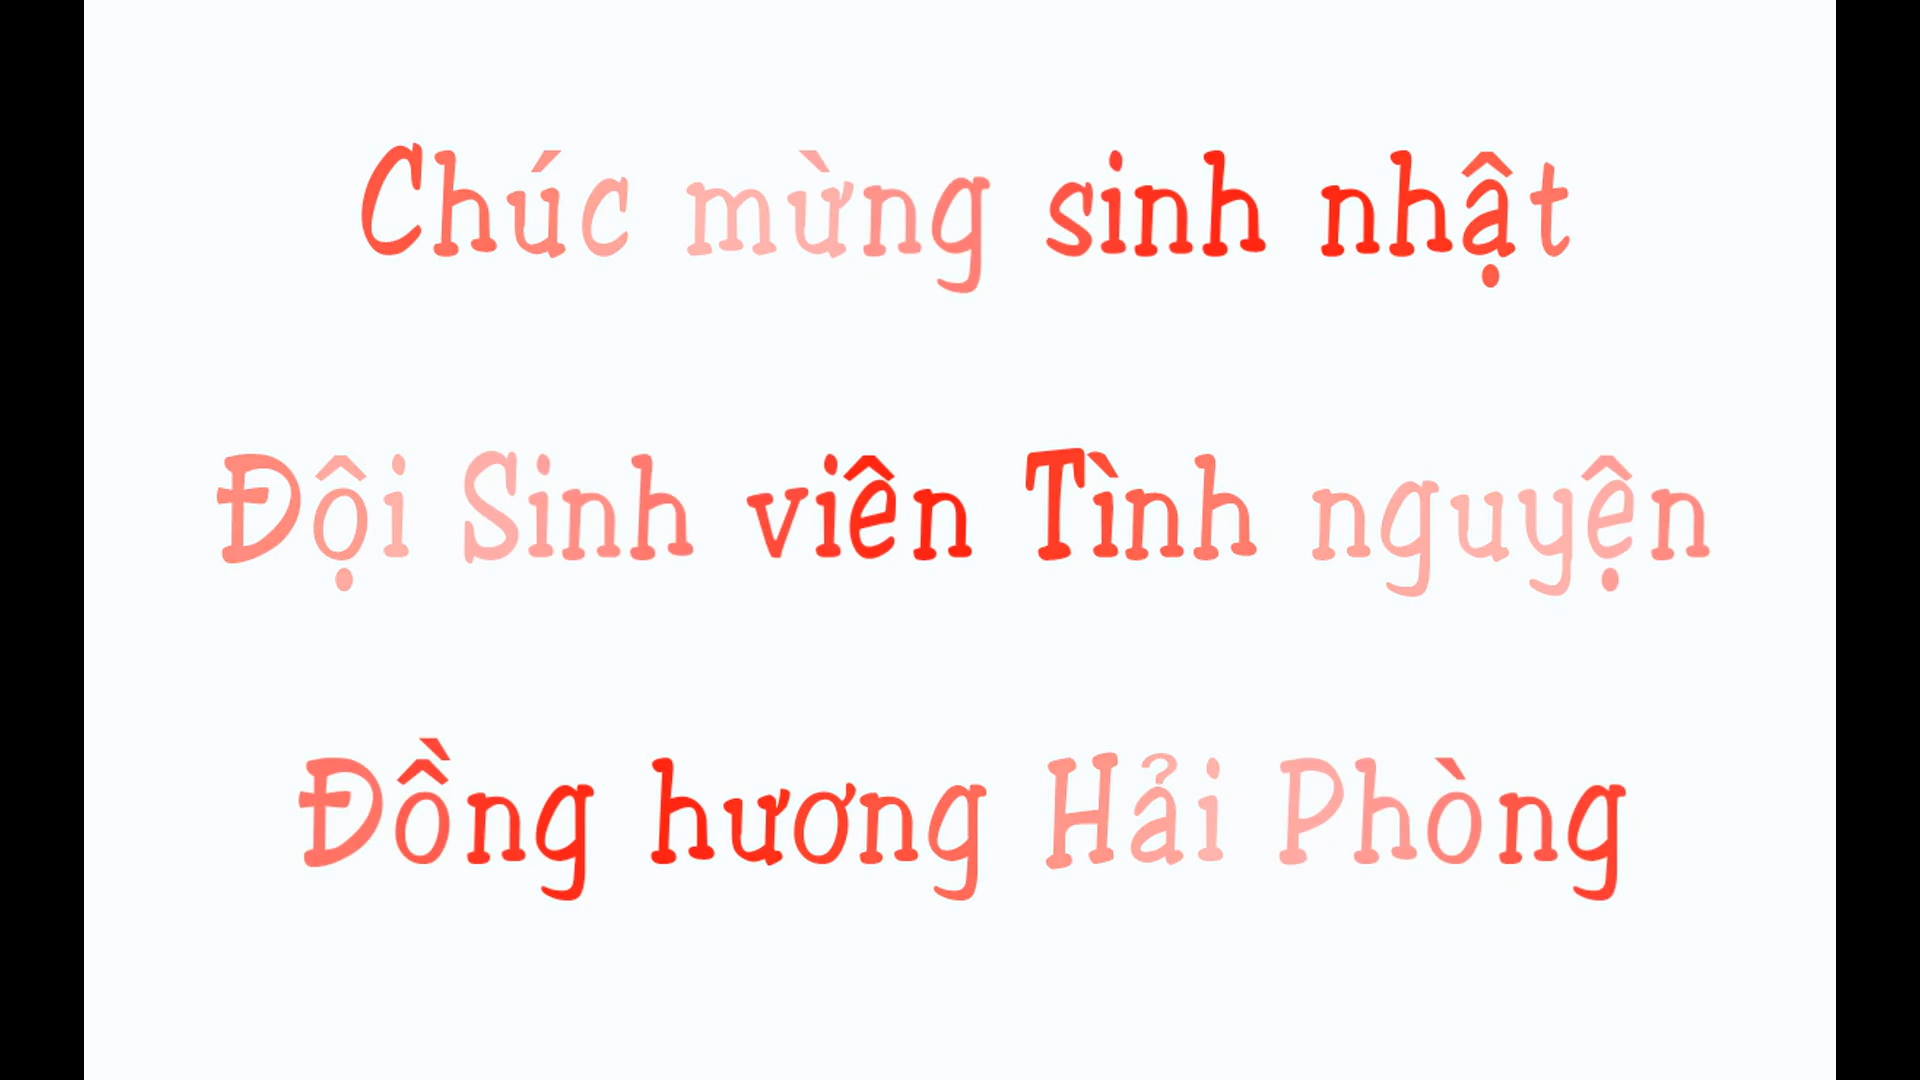 Chúc mừng sinh nhật
Đội Sinh viên Tình nguyện
Đồng hương Hải Phòng